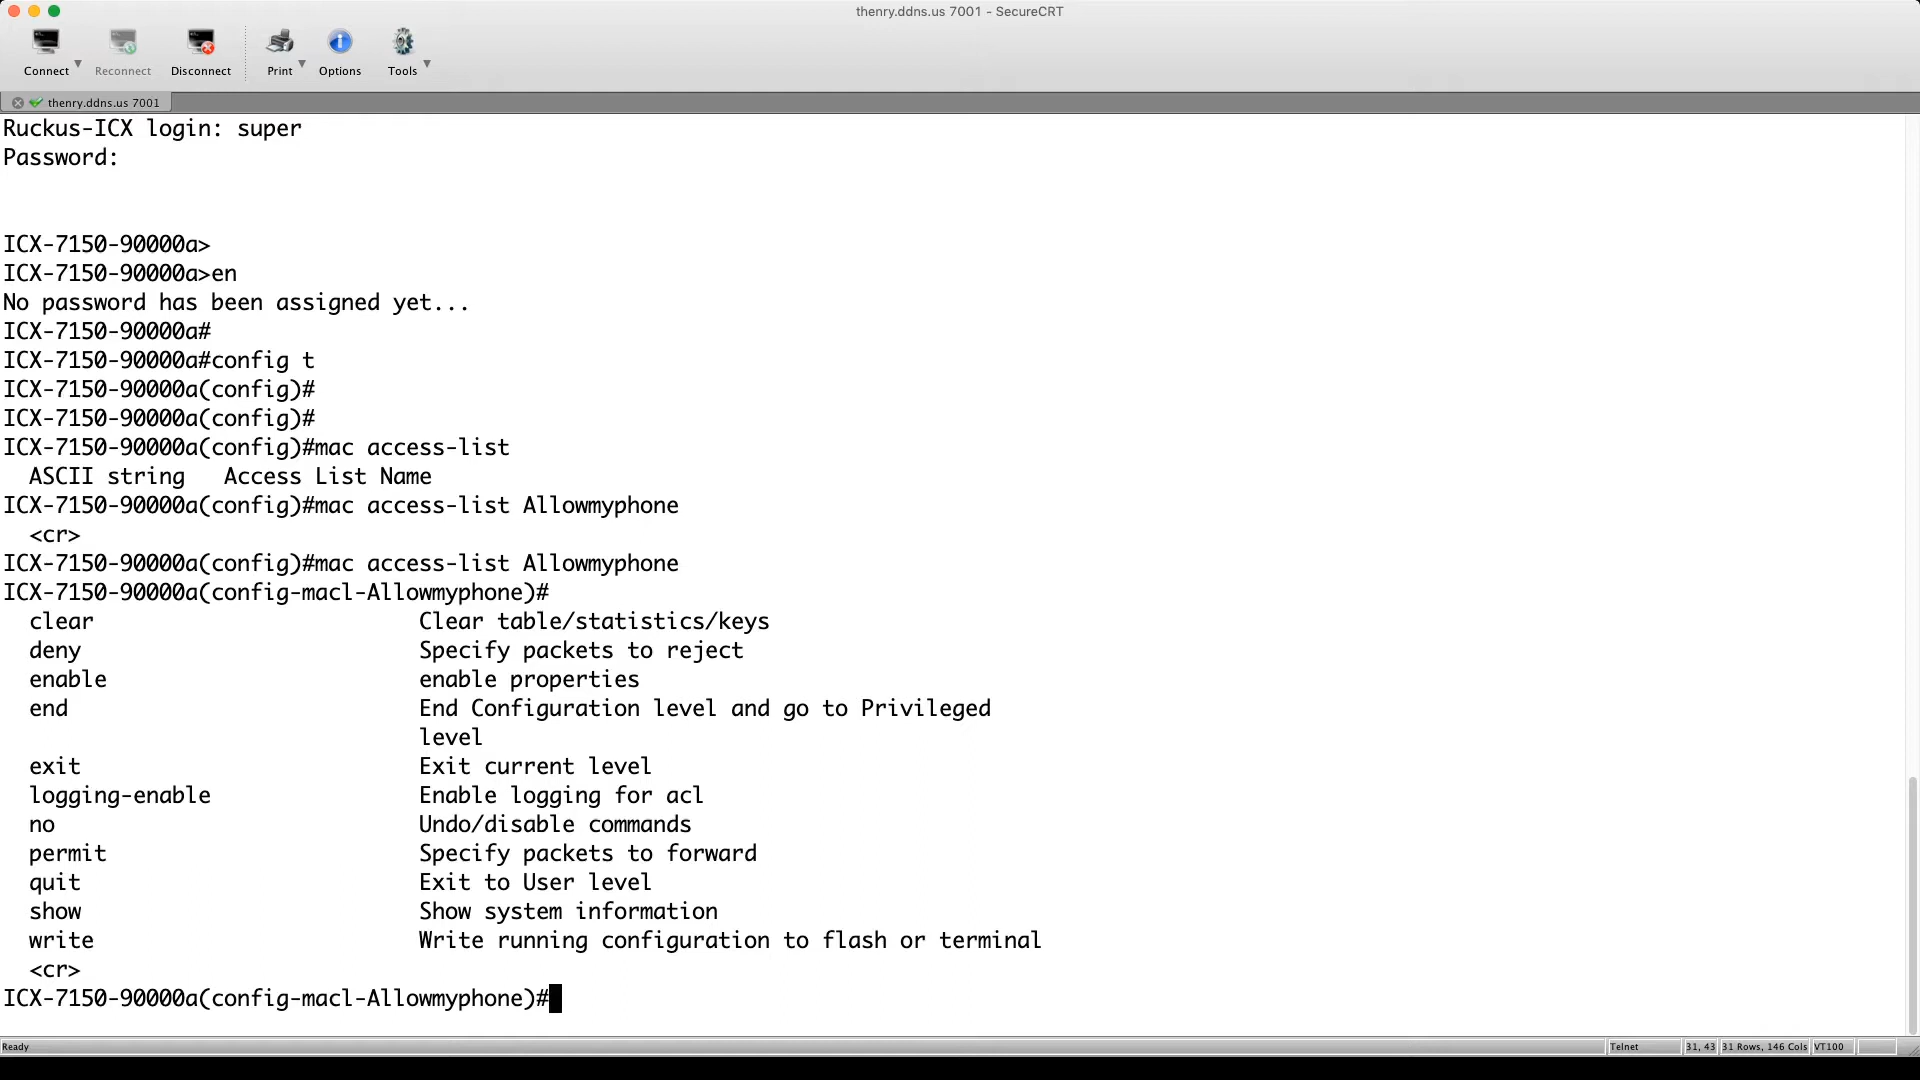 thenry.ddns.us 7001 - SecureCRT
Connect Reconnect Disconnect Print Options Tools
thenry.ddns.us 7001
Ruckus-ICX login: super
Password:
ICX-7150-90000a>
ICX-7150-90000a>en
No password has been assigned yet...
ICX-7150-90000a#
ICX-7150-90000a#config t
ICX-7150-90000a(config)#
ICX-7150-90000a(config)#
ICX-7150-90000a(config)#mac access-list
ASCII string   Access List Name
ICX-7150-90000a(config)#mac access-list Allowmyphone
<cr>
ICX-7150-90000a(config)#mac access-list Allowmyphone
ICX-7150-90000a(config-macl-Allowmyphone)#
clear Clear table/statistics/keys
deny Specify packets to reject
enable enable properties
end End Configuration level and go to Privileged
level
exit Exit current level
logging-enable Enable logging for acl
no Undo/disable commands
permit Specify packets to forward
quit Exit to User level
show Show system information
write Write running configuration to flash or terminal
<cr>
ICX-7150-90000a(config-macl-Allowmyphone)#
Ready Telnet 31, 43 31 Rows, 146 Cols VT100